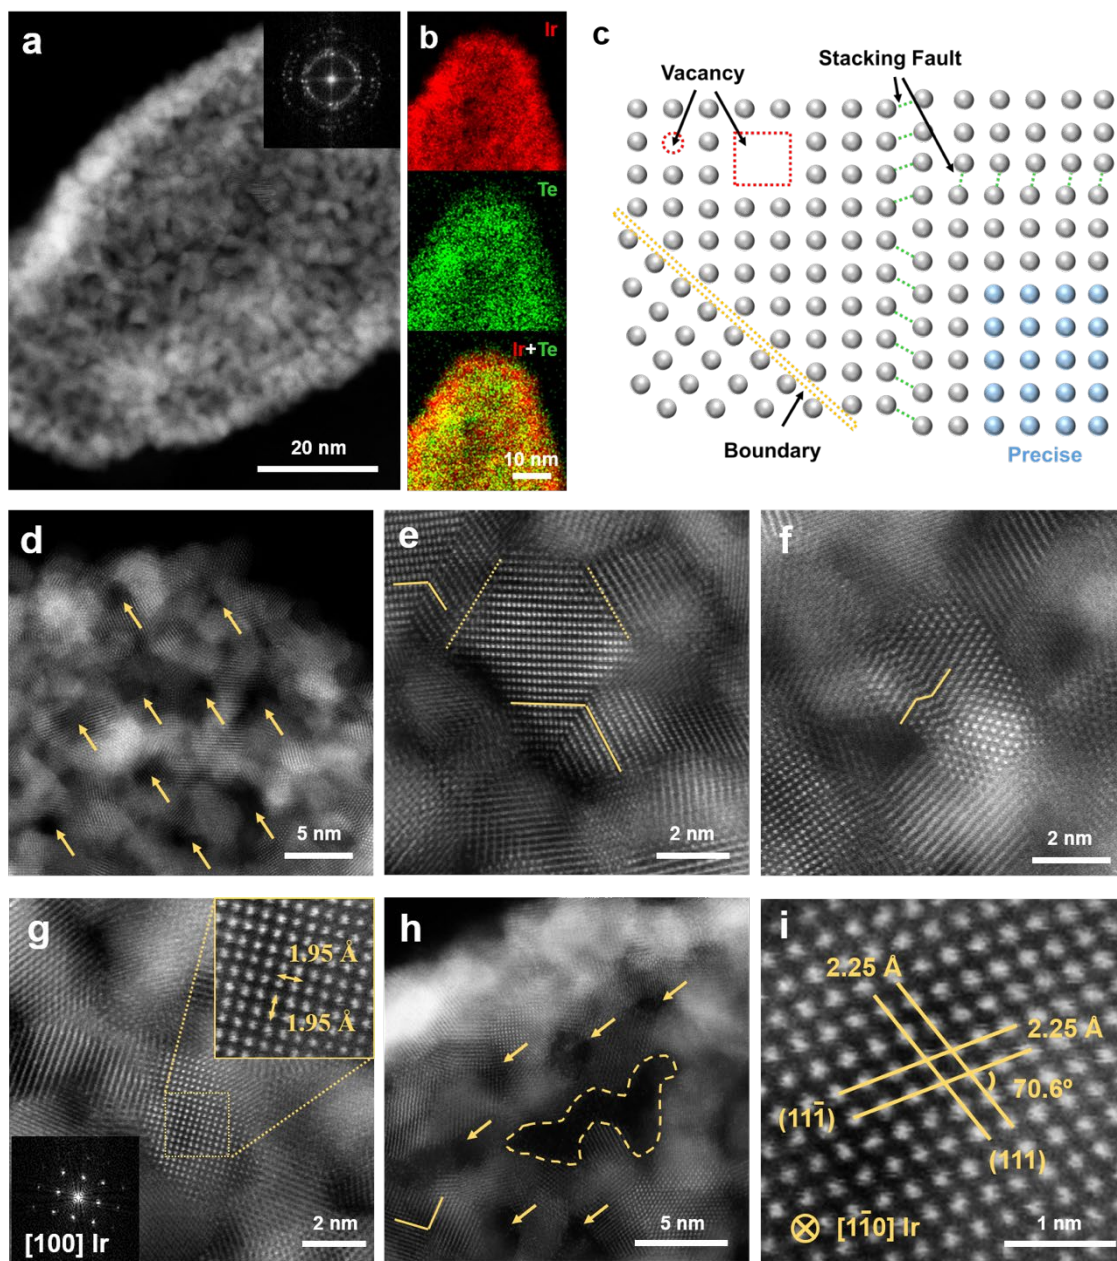 a
b
Ir
Te
Ir+Te
20 nm
10 nm
c
Vacancy
Stacking Fault
Boundary
Precise
d
5 nm
e
2 nm
f
2 nm
g
1.95 Å
1.95 Å
[100] Ir
2 nm
h
5 nm
i
2.25 Å
2.25 Å
70.6º
(111̄)
(111)
[11̄0] Ir
1 nm